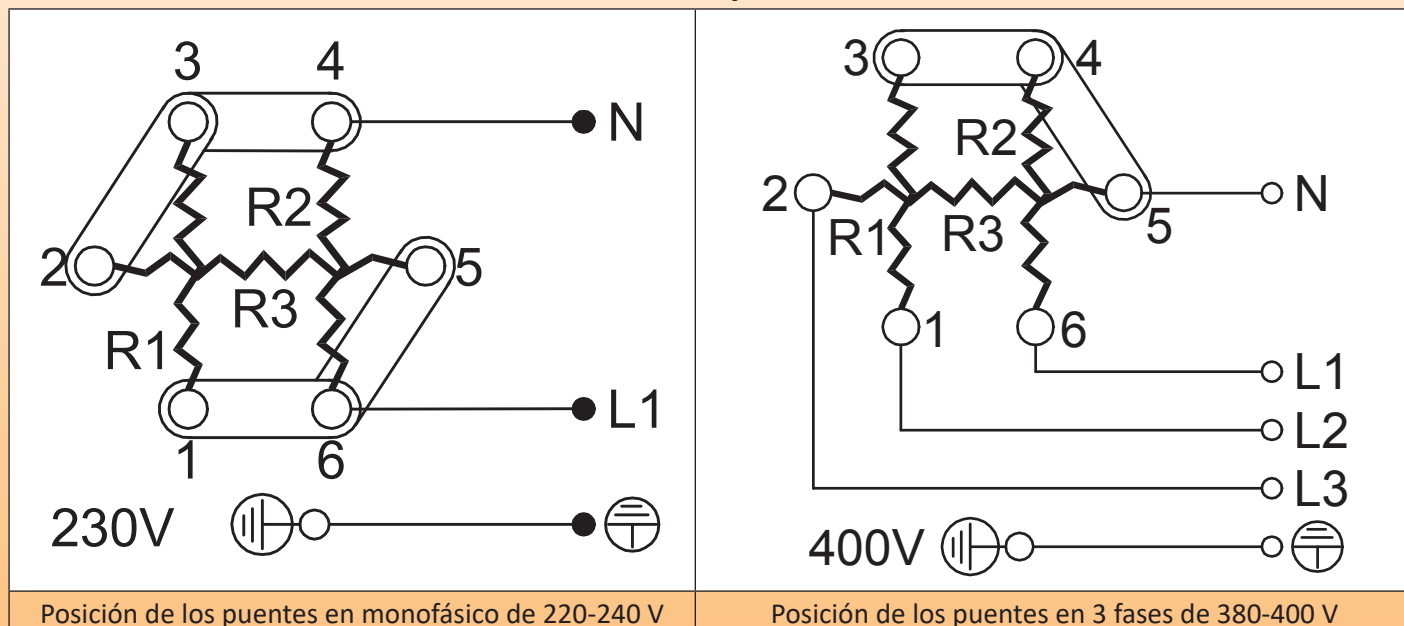 3 4
N
R2
2 5
R3
R1
L1
1 6
230V
Posición de los puentes en monofásico de 220-240 V
3 4
R2
2 N
R1 R3 5
1 6
L1
L2
L3
400V
Posición de los puentes en 3 fases de 380-400 V